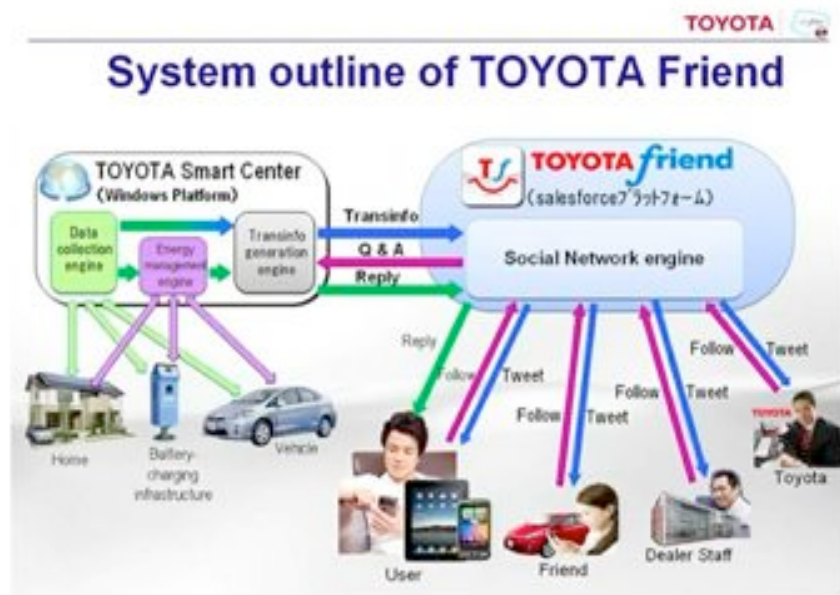 TOYOTA
System outline of TOYOTA Friend
TOYOTA Smart Center
(Windows Platform)
Data
collection
engine
Energy
management
engine
Transinfo
generation
engine
Transinfo
Q & A
Reply
Ts
TOYOTA friend
(salesforceプラットフォーム)
Social Network engine
Reply
Follow
Tweet
Follow
Tweet
Follow
Tweet
Follow
Tweet
Home
Battery-
charging
infrastructure
Vehicle
User
Friend
Dealer Staff
TOYOTA
Toyota